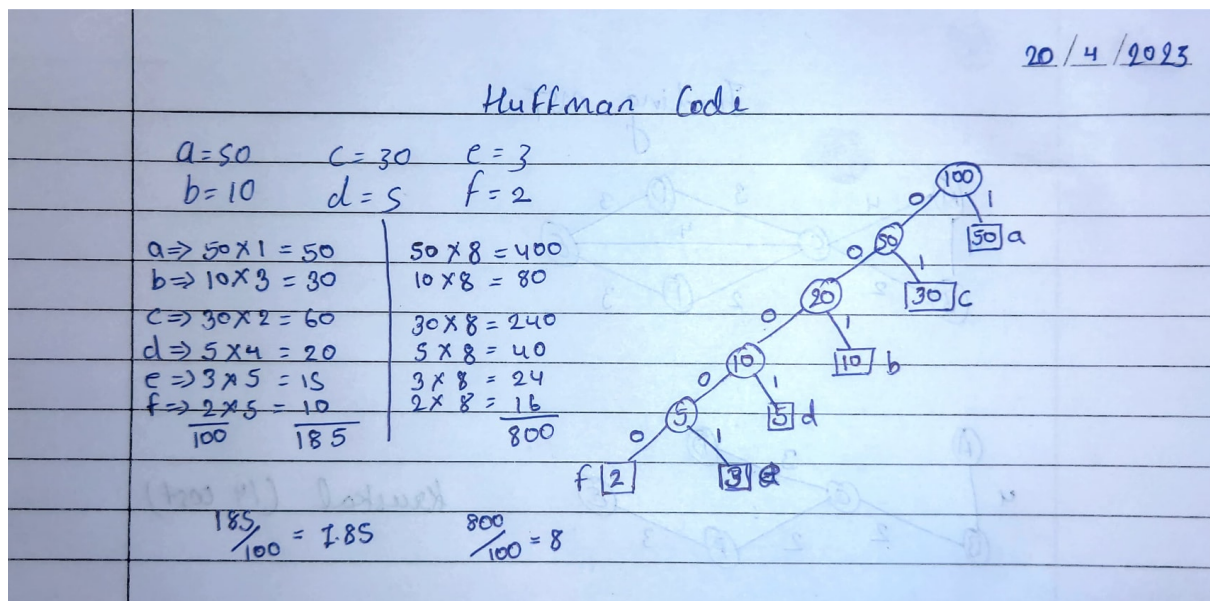 20/4/2023
Huffman Code
a=50 c=30 e=3
b=10 d=5 f=2
a=> 50×1 = 50 50×8 = 400
b=> 10×3 = 30 10×8 = 80
c=> 30×2 = 60 30×8 = 240
d=> 5×4 = 20 5×8 = 40
e=> 3×5 = 15 3×8 = 24
f=> 2×5 = 10 2×8 = 16
100 185 800
185/100 = 1.85 800/100 = 8
100
0 1
50 50 a
0 1
20 30 c
0 1
10 10 b
0 1
5 5 d
0 1
f 2 3 e